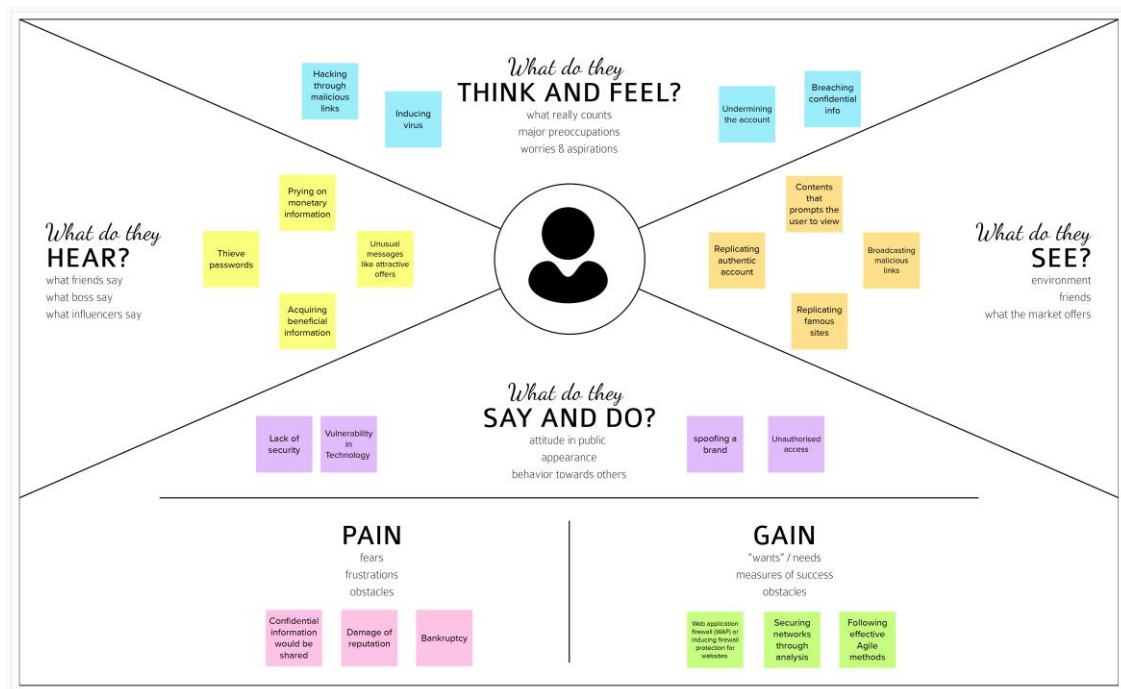 What do they
THINK AND FEEL?
what really counts
major preoccupations
worries & aspirations
Hacking
through
malicious
links
Inducing
virus
Undermining
the account
Breaching
confidential
info
What do they
HEAR?
what friends say
what boss say
what influencers say
Prying on
monetary
information
Thieve
passwords
Unusual
messages
like attractive
offers
Acquiring
beneficial
information
Contents
that
prompts the
user to view
Replicating
authentic
account
Broadcasting
malicious
links
Replicating
famous
sites
What do they
SEE?
environment
friends
what the market offers
What do they
SAY AND DO?
attitude in public
appearance
behavior towards others
Lack of
security
Vulnerability
in
Technology
spoofing a
brand
Unauthorised
access
PAIN
fears
frustrations
obstacles
Confidential
information
would be
shared
Damage of
reputation
Bankruptcy
GAIN
"wants" / needs
measures of success
obstacles
Web application
firewall (WAF) or
inducing firewall
protection for
websites.
Securing
networks
through
analysis
Following
effective
Agile
methods